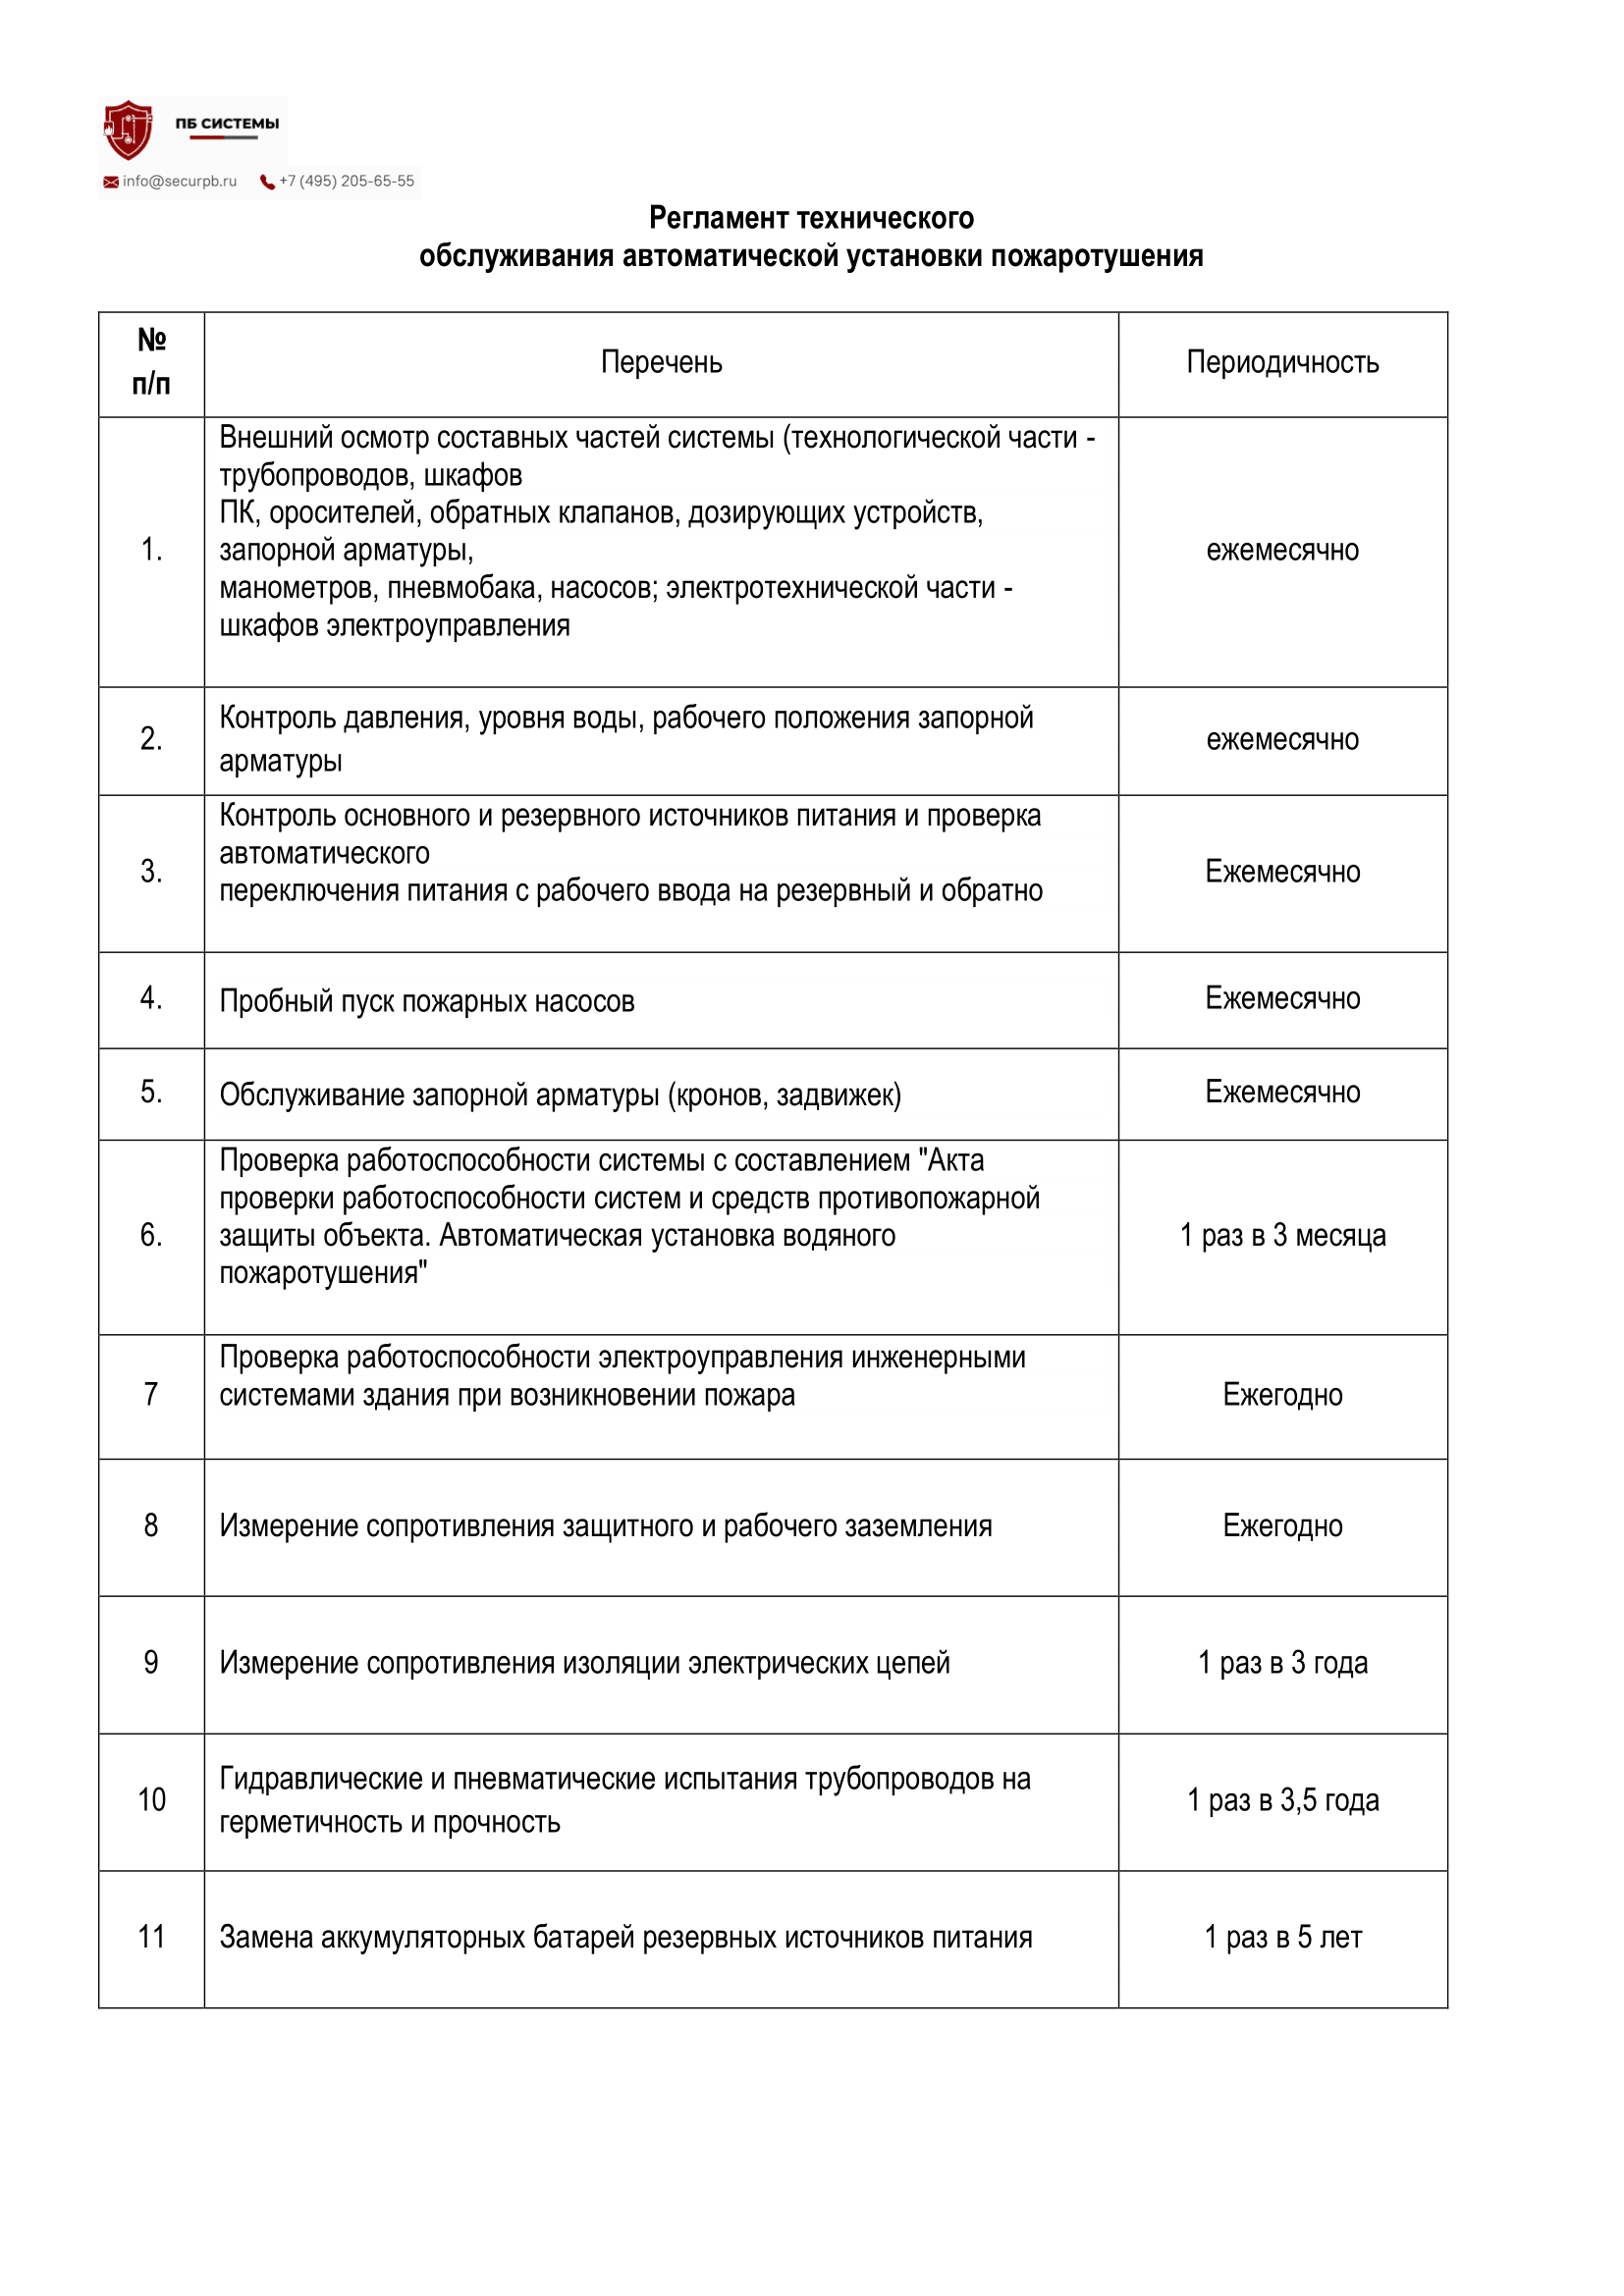 ПБ СИСТЕМЫ
info@securpb.ru +7 (495) 205-65-55
Регламент технического
обслуживания автоматической установки пожаротушения
№
п/п
Перечень
Периодичность
1.
Внешний осмотр составных частей системы (технологической части -
трубопроводов, шкафов
ПК, оросителей, обратных клапанов, дозирующих устройств,
запорной арматуры,
манометров, пневмобака, насосов; электротехнической части -
шкафов электроуправления
ежемесячно
2.
Контроль давления, уровня воды, рабочего положения запорной
арматуры
ежемесячно
3.
Контроль основного и резервного источников питания и проверка
автоматического
переключения питания с рабочего ввода на резервный и обратно
Ежемесячно
4.
Пробный пуск пожарных насосов
Ежемесячно
5.
Обслуживание запорной арматуры (кронов, задвижек)
Ежемесячно
6.
Проверка работоспособности системы с составлением "Акта
проверки работоспособности систем и средств противопожарной
защиты объекта. Автоматическая установка водяного
пожаротушения"
1 раз в 3 месяца
7
Проверка работоспособности электроуправления инженерными
системами здания при возникновении пожара
Ежегодно
8
Измерение сопротивления защитного и рабочего заземления
Ежегодно
9
Измерение сопротивления изоляции электрических цепей
1 раз в 3 года
10
Гидравлические и пневматические испытания трубопроводов на
герметичность и прочность
1 раз в 3,5 года
11
Замена аккумуляторных батарей резервных источников питания
1 раз в 5 лет